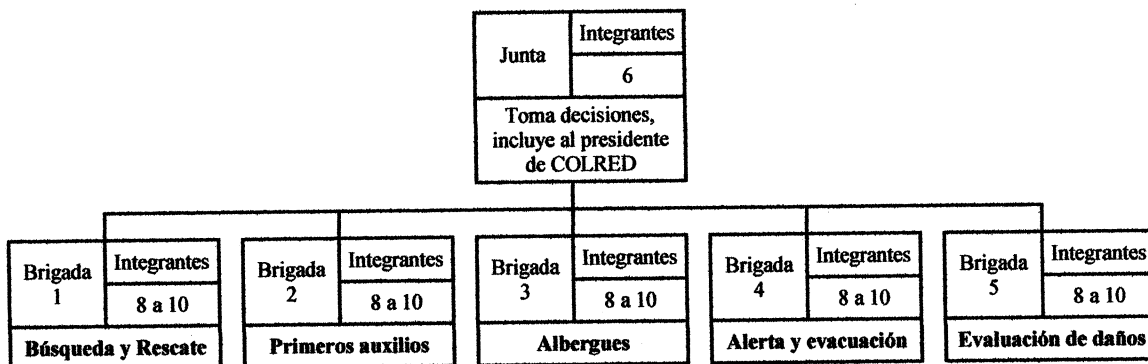 Junta
Integrantes
6
Toma decisiones,
incluye al presidente
de COLRED
Brigada
1
Integrantes
8 a 10
Búsqueda y Rescate
Brigada
2
Integrantes
8 a 10
Primeros auxilios
Brigada
3
Integrantes
8 a 10
Albergues
Brigada
4
Integrantes
8 a 10
Alerta y evacuación
Brigada
5
Integrantes
8 a 10
Evaluación de daños